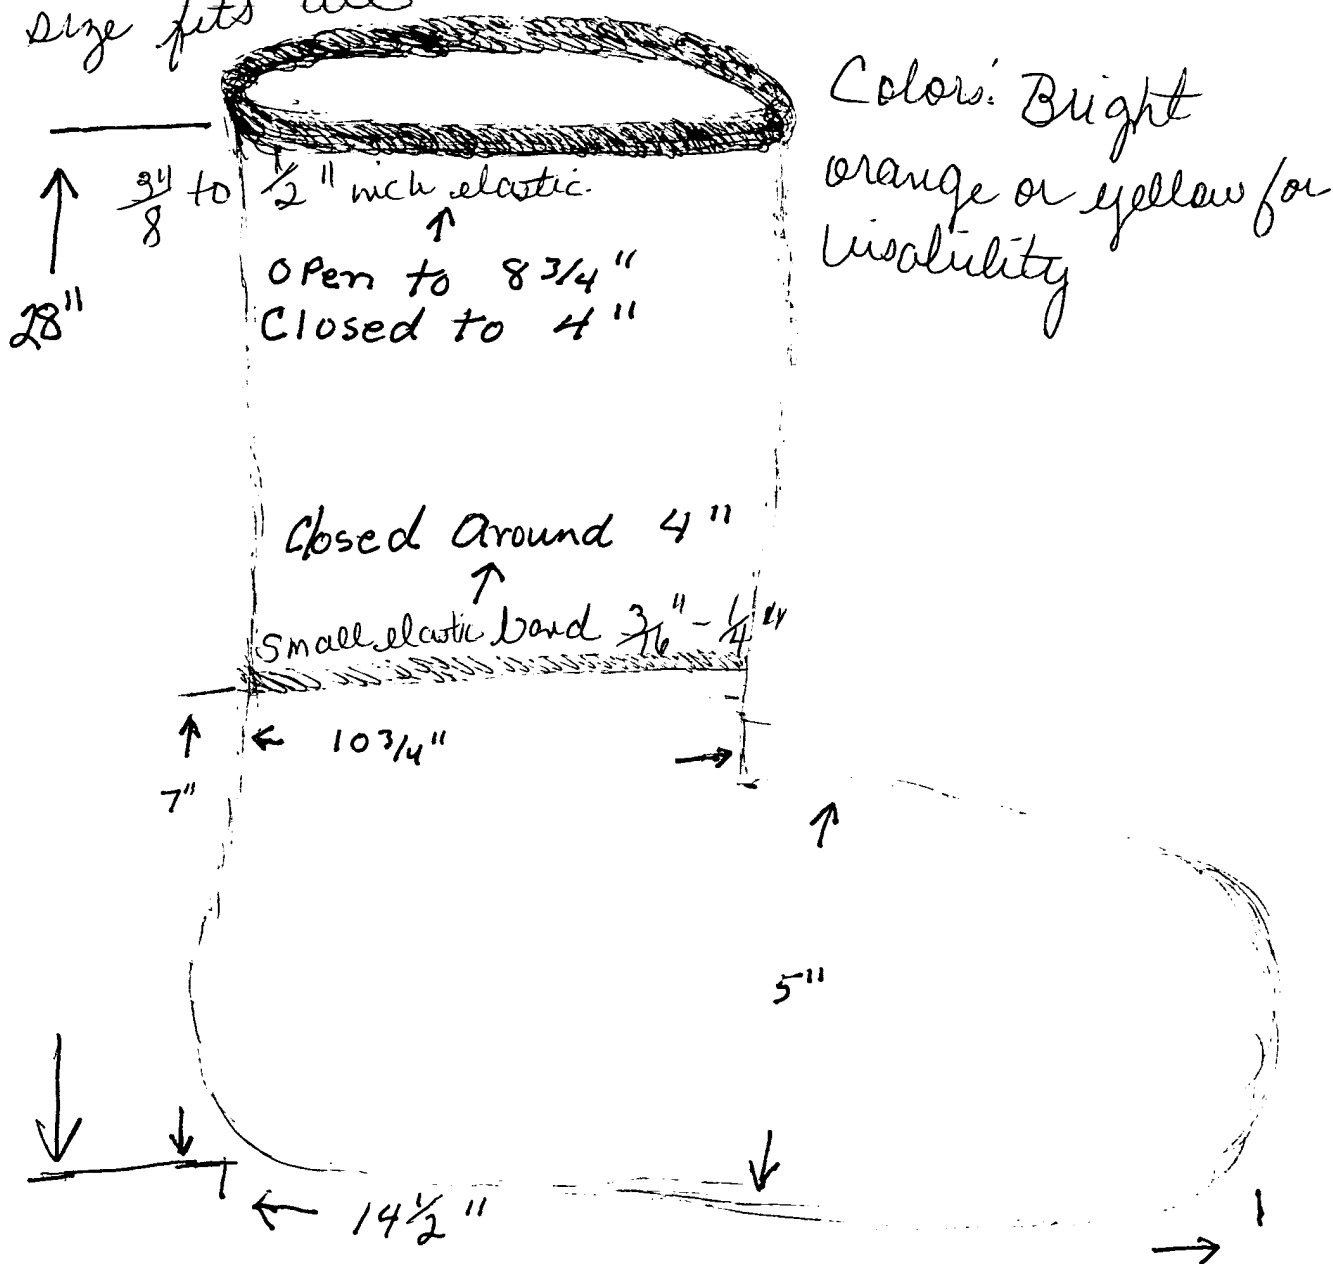 size fits all
Colors: Bright
orange or yellow for
visability
3"/8 to 1/2" inch elastic.
Open to 8 3/4"
Closed to 4"
28"
Closed Around 4"
small elastic band 3/16" - 1/4"
10 3/4"
7"
5"
14 1/2"